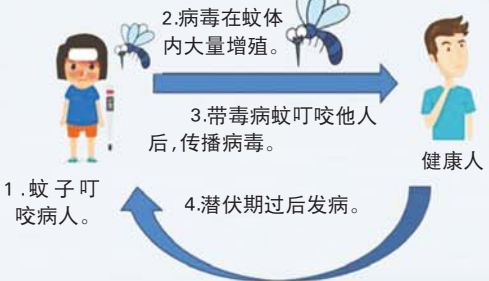 2.病毒在蚊体
内大量增殖。
3.带毒病蚊叮咬他人
后,传播病毒。
健康人
1.蚊子叮
咬病人。
4.潜伏期过后发病。